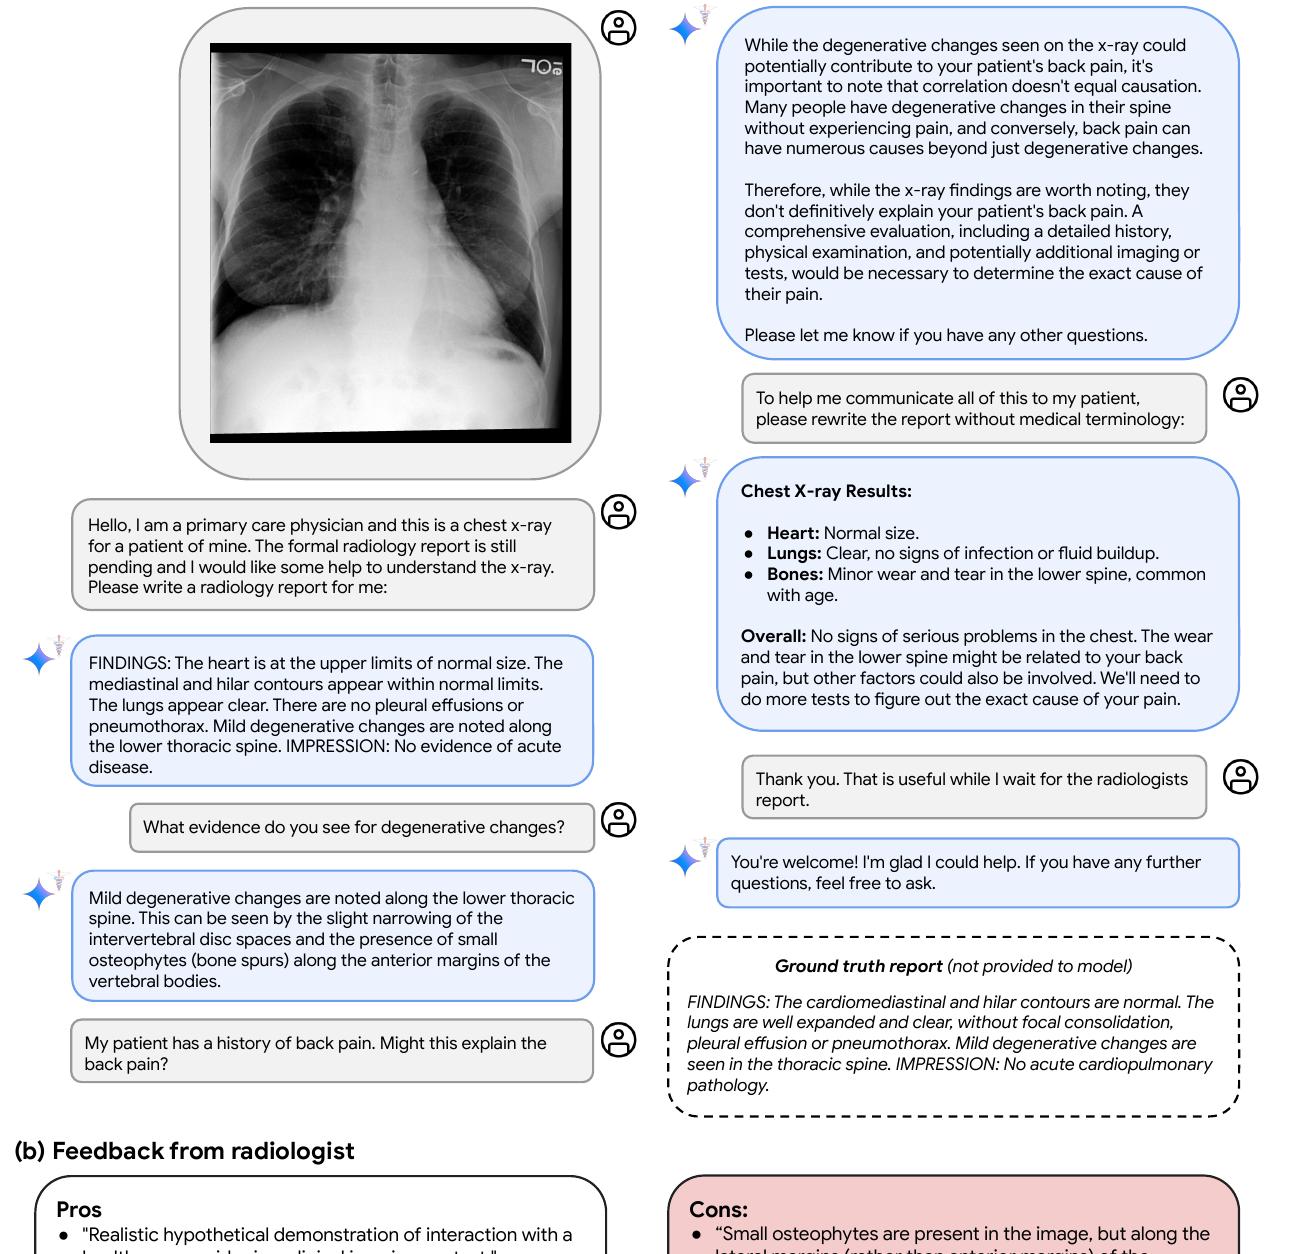 Hello, I am a primary care physician and this is a chest x-ray
for a patient of mine. The formal radiology report is still
pending and I would like some help to understand the x-ray.
Please write a radiology report for me:
FINDINGS: The heart is at the upper limits of normal size. The
mediastinal and hilar contours appear within normal limits.
The lungs appear clear. There are no pleural effusions or
pneumothorax. Mild degenerative changes are noted along
the lower thoracic spine. IMPRESSION: No evidence of acute
disease.
What evidence do you see for degenerative changes?
Mild degenerative changes are noted along the lower thoracic
spine. This can be seen by the slight narrowing of the
intervertebral disc spaces and the presence of small
osteophytes (bone spurs) along the anterior margins of the
vertebral bodies.
My patient has a history of back pain. Might this explain the
back pain?
While the degenerative changes seen on the x-ray could
potentially contribute to your patient's back pain, it's
important to note that correlation doesn't equal causation.
Many people have degenerative changes in their spine
without experiencing pain, and conversely, back pain can
have numerous causes beyond just degenerative changes.
Therefore, while the x-ray findings are worth noting, they
don't definitively explain your patient's back pain. A
comprehensive evaluation, including a detailed history,
physical examination, and potentially additional imaging or
tests, would be necessary to determine the exact cause of
their pain.
Please let me know if you have any other questions.
To help me communicate all of this to my patient,
please rewrite the report without medical terminology:
Chest X-ray Results:
● Heart: Normal size.
● Lungs: Clear, no signs of infection or fluid buildup.
● Bones: Minor wear and tear in the lower spine, common
with age.
Overall: No signs of serious problems in the chest. The wear
and tear in the lower spine might be related to your back
pain, but other factors could also be involved. We'll need to
do more tests to figure out the exact cause of your pain.
Thank you. That is useful while I wait for the radiologists
report.
You're welcome! I'm glad I could help. If you have any further
questions, feel free to ask.
Ground truth report (not provided to model)
FINDINGS: The cardiomediastinal and hilar contours are normal. The
lungs are well expanded and clear, without focal consolidation,
pleural effusion or pneumothorax. Mild degenerative changes are
seen in the thoracic spine. IMPRESSION: No acute cardiopulmonary
pathology.
(b) Feedback from radiologist
Pros
● "Realistic hypothetical demonstration of interaction with a
Cons:
● “Small osteophytes are present in the image, but along the
lateral margins (rather than anterior margins) of the